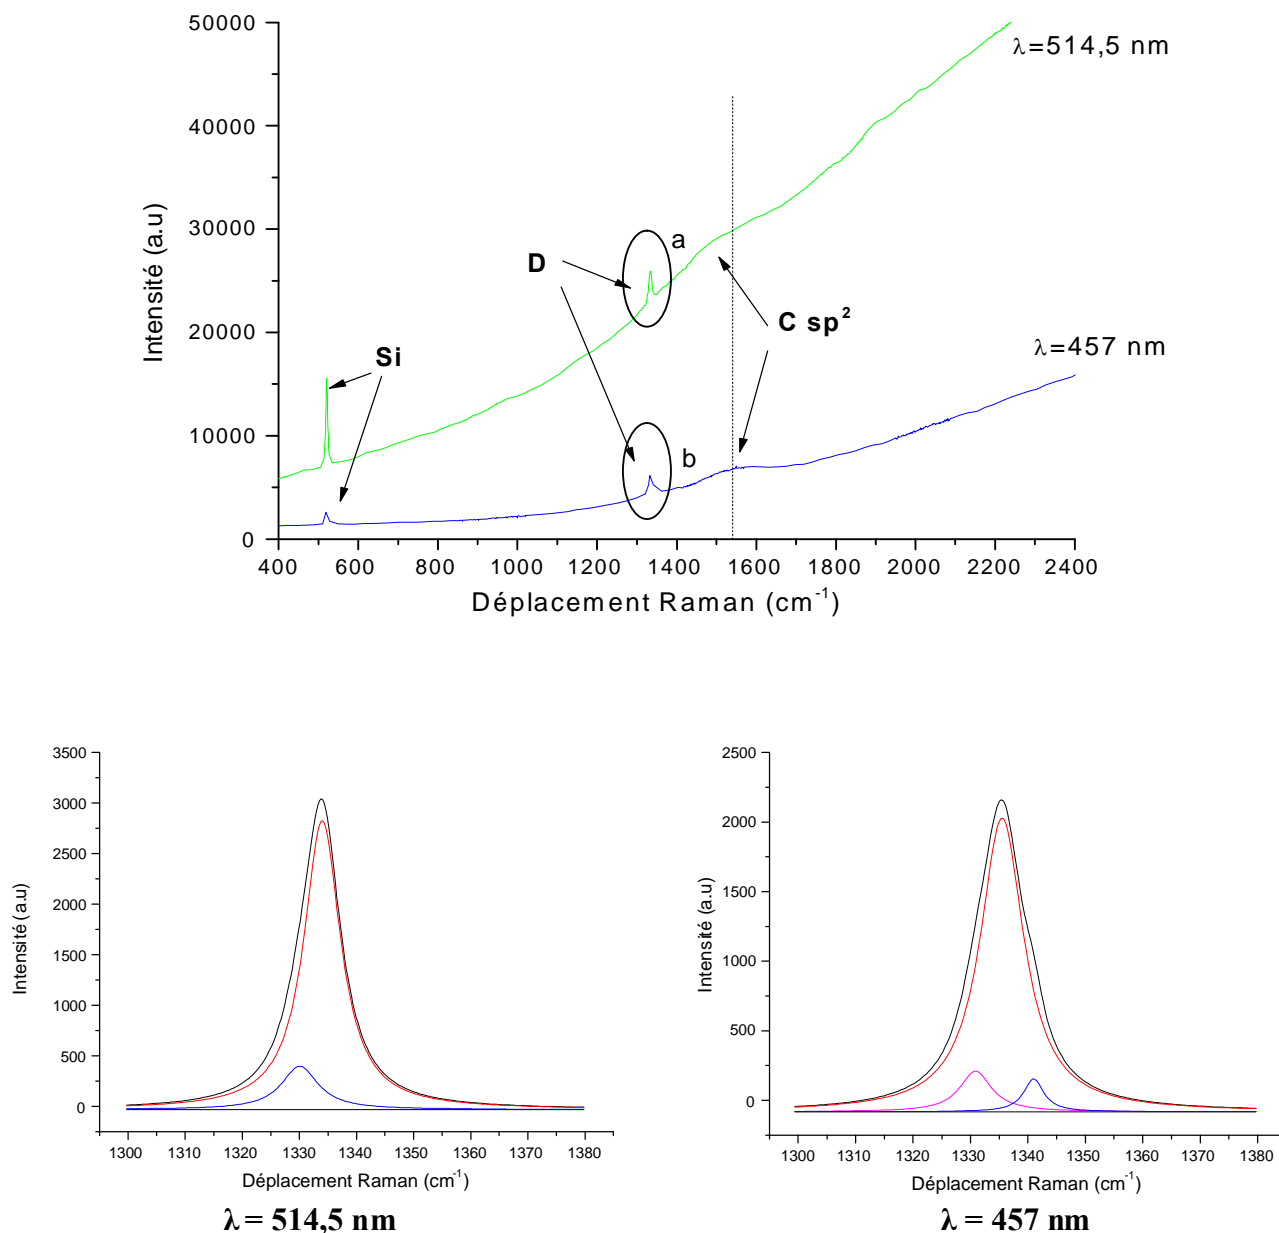 50000
40000
30000
20000
10000
0
Intensité (a.u)
λ=514,5 nm
a
D
C sp²
Si
λ=457 nm
b
400 600 800 1000 1200 1400 1600 1800 2000 2200 2400
Déplacement Raman (cm⁻¹)
3500
3000
2500
2000
1500
1000
500
0
Intensité (a.u)
1300 1310 1320 1330 1340 1350 1360 1370 1380
Déplacement Raman (cm⁻¹)
λ = 514,5 nm
2500
2000
1500
1000
500
0
Intensité (a.u)
1300 1310 1320 1330 1340 1350 1360 1370 1380
Déplacement Raman (cm⁻¹)
λ = 457 nm